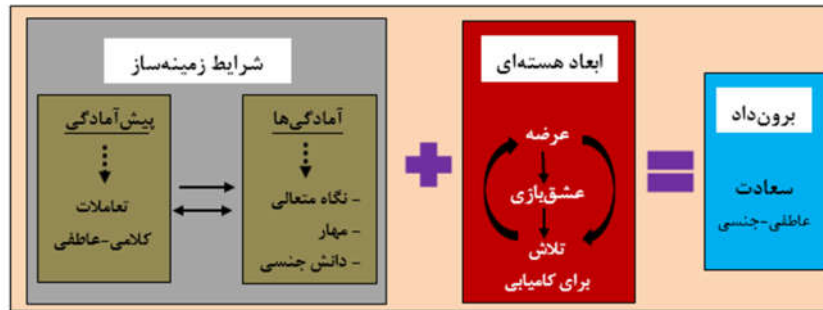 شرایط زمینه‌ساز
آمادگی‌ها
- نگاه متعالی
- مهار
- دانش جنسی
پیش‌آمادگی
تعاملات
کلامی-عاطفی
ابعاد هسته‌ای
عرضه
عشق‌بازی
تلاش
برای کامیابی
برون‌داد
سعادت
عاطفی-جنسی